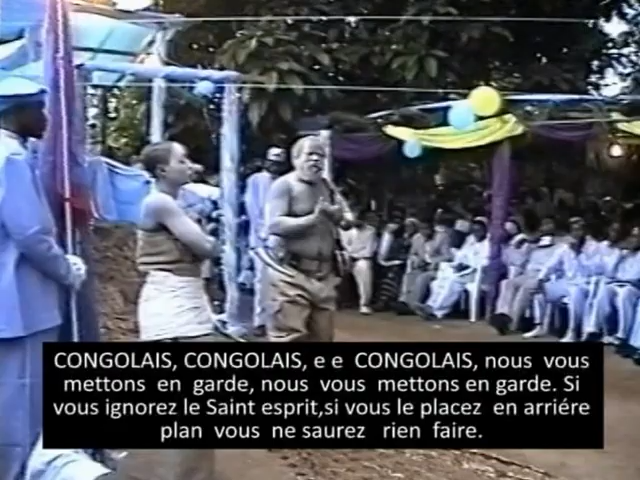 CONGOLAIS, CONGOLAIS, e e CONGOLAIS, nous vous
mettons en garde, nous vous mettons en garde. Si
vous ignorez le Saint esprit,si vous le placez en arriére
plan vous ne saurez rien faire.